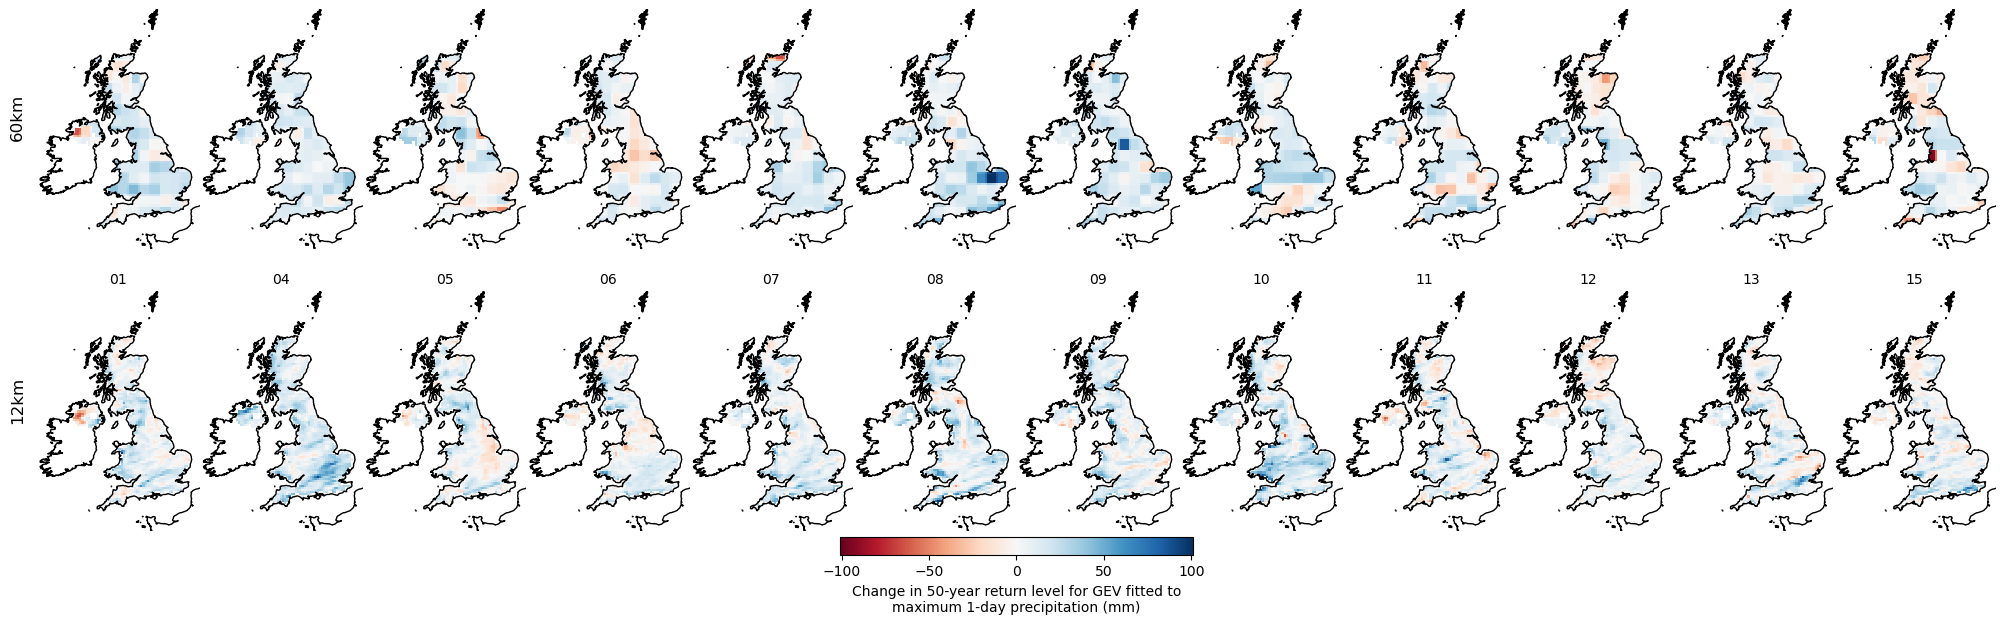 60km
01 04 05 06 07 08 09 10 11 12 13 15
12km
−100 −50 0 50 100
Change in 50-year return level for GEV fitted to
maximum 1-day precipitation (mm)